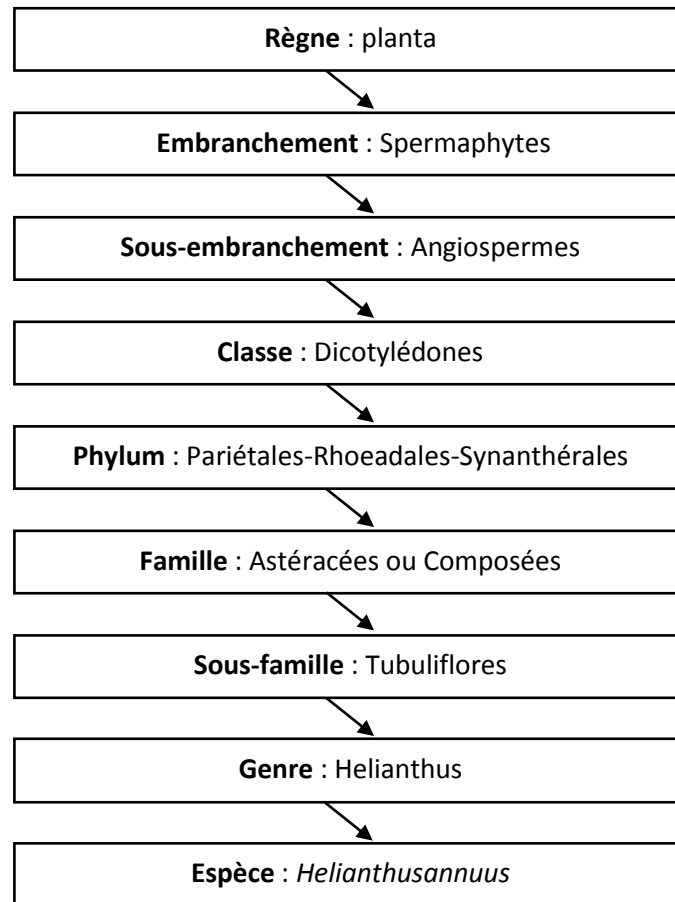 Règne : planta
Embranchement : Spermaphytes
Sous-embranchement : Angiospermes
Classe : Dicotylédones
Phylum : Pariétales-Rhoeadales-Synanthérales
Famille : Astéracées ou Composées
Sous-famille : Tubuliflores
Genre : Helianthus
Espèce : Helianthusannuus